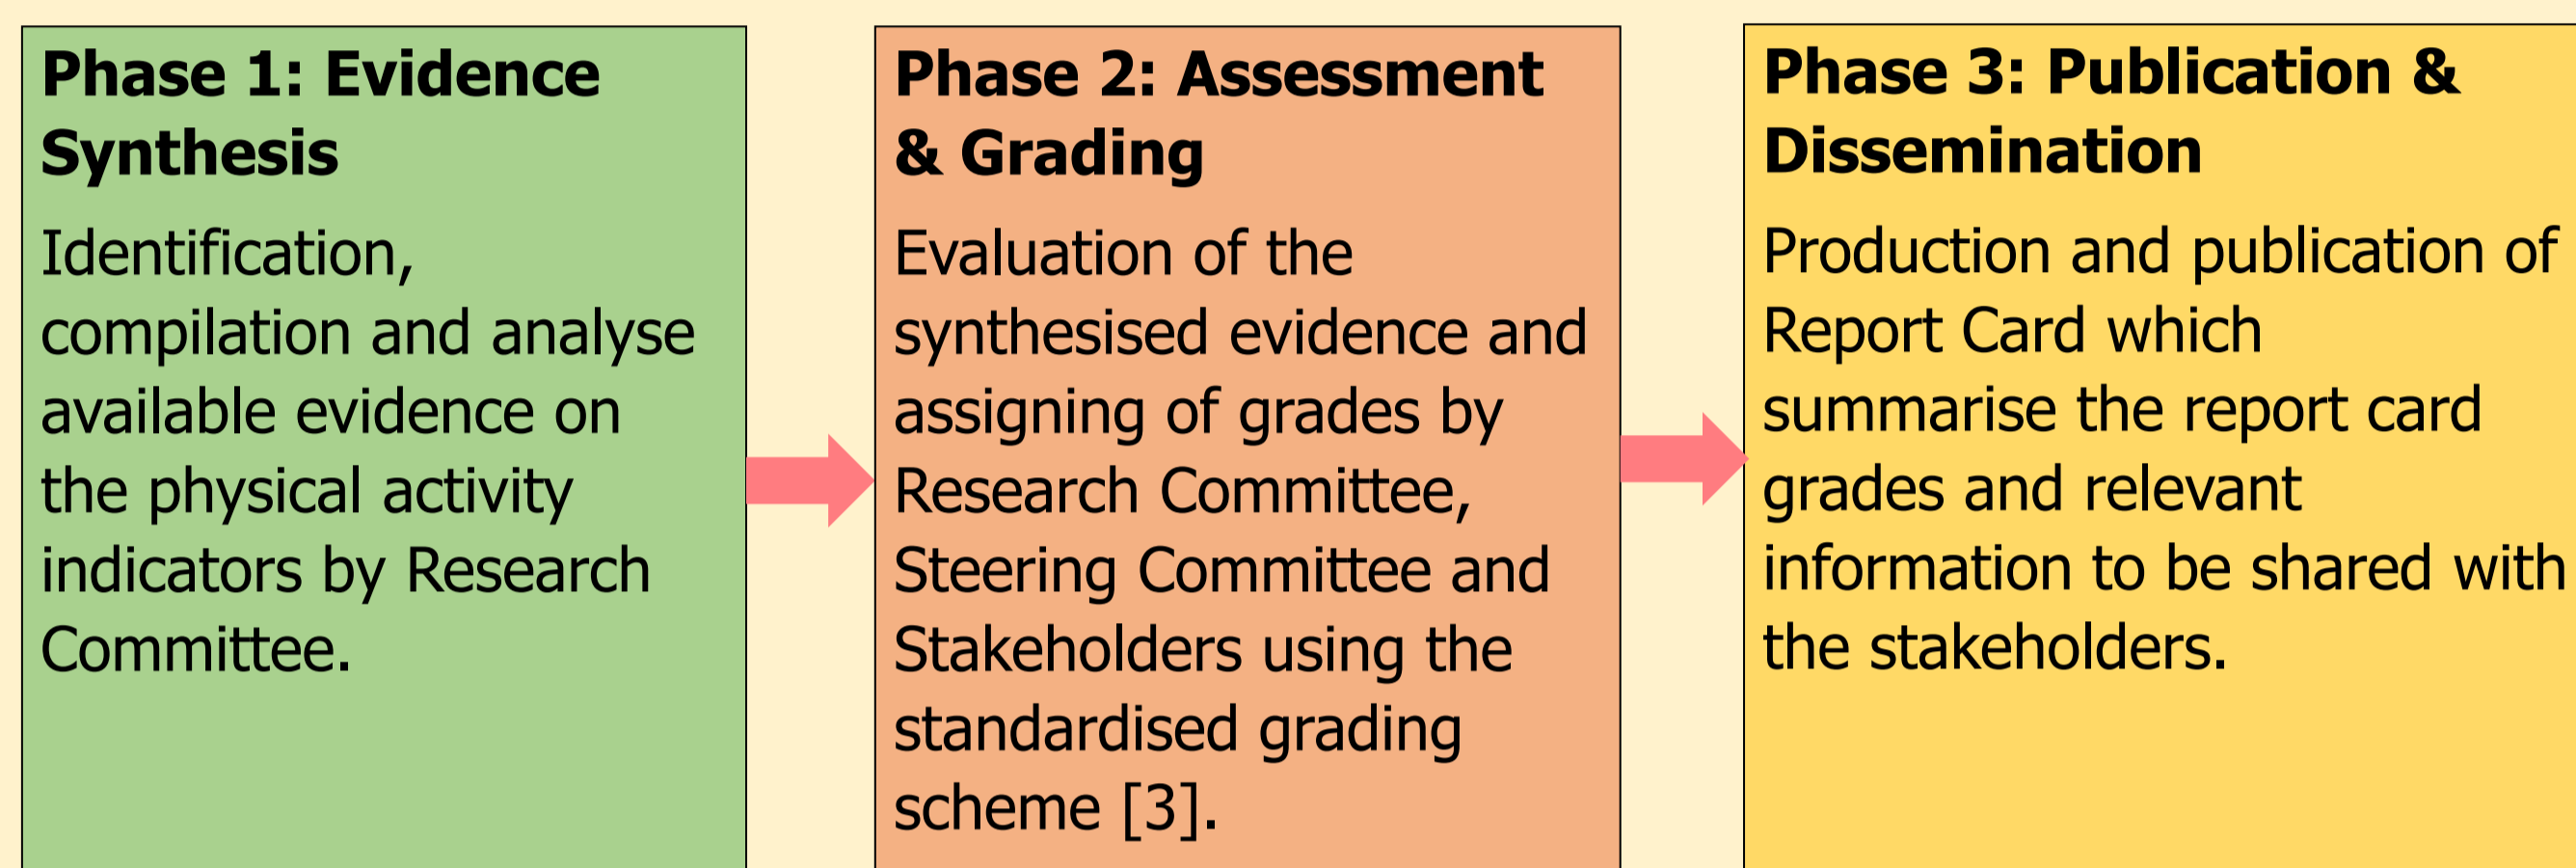 Phase 1: Evidence
Synthesis
Identification,
compilation and analyse
available evidence on
the physical activity
indicators by Research
Committee.
Phase 2: Assessment
& Grading
Evaluation of the
synthesised evidence and
assigning of grades by
Research Committee,
Steering Committee and
Stakeholders using the
standardised grading
scheme [3].
Phase 3: Publication &
Dissemination
Production and publication of
Report Card which
summarise the report card
grades and relevant
information to be shared with
the stakeholders.